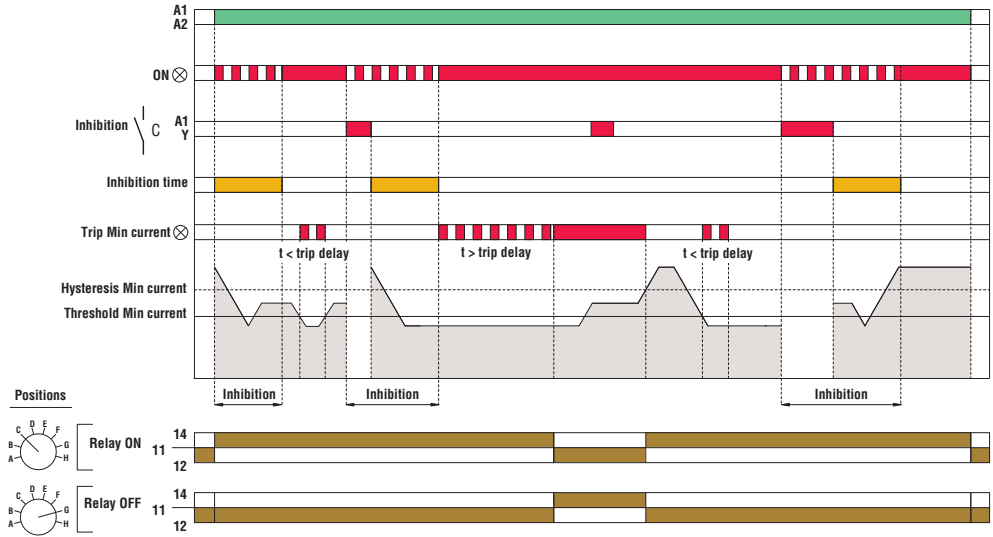 A1
A2
ON
Inhibition C A1
Y
Inhibition time
Trip Min current
t < trip delay t > trip delay t < trip delay
Hysteresis Min current
Threshold Min current
Inhibition Inhibition Inhibition
Positions
A B C D E F G H
Relay ON 11 14
12
A B C D E F G H
Relay OFF 11 14
12